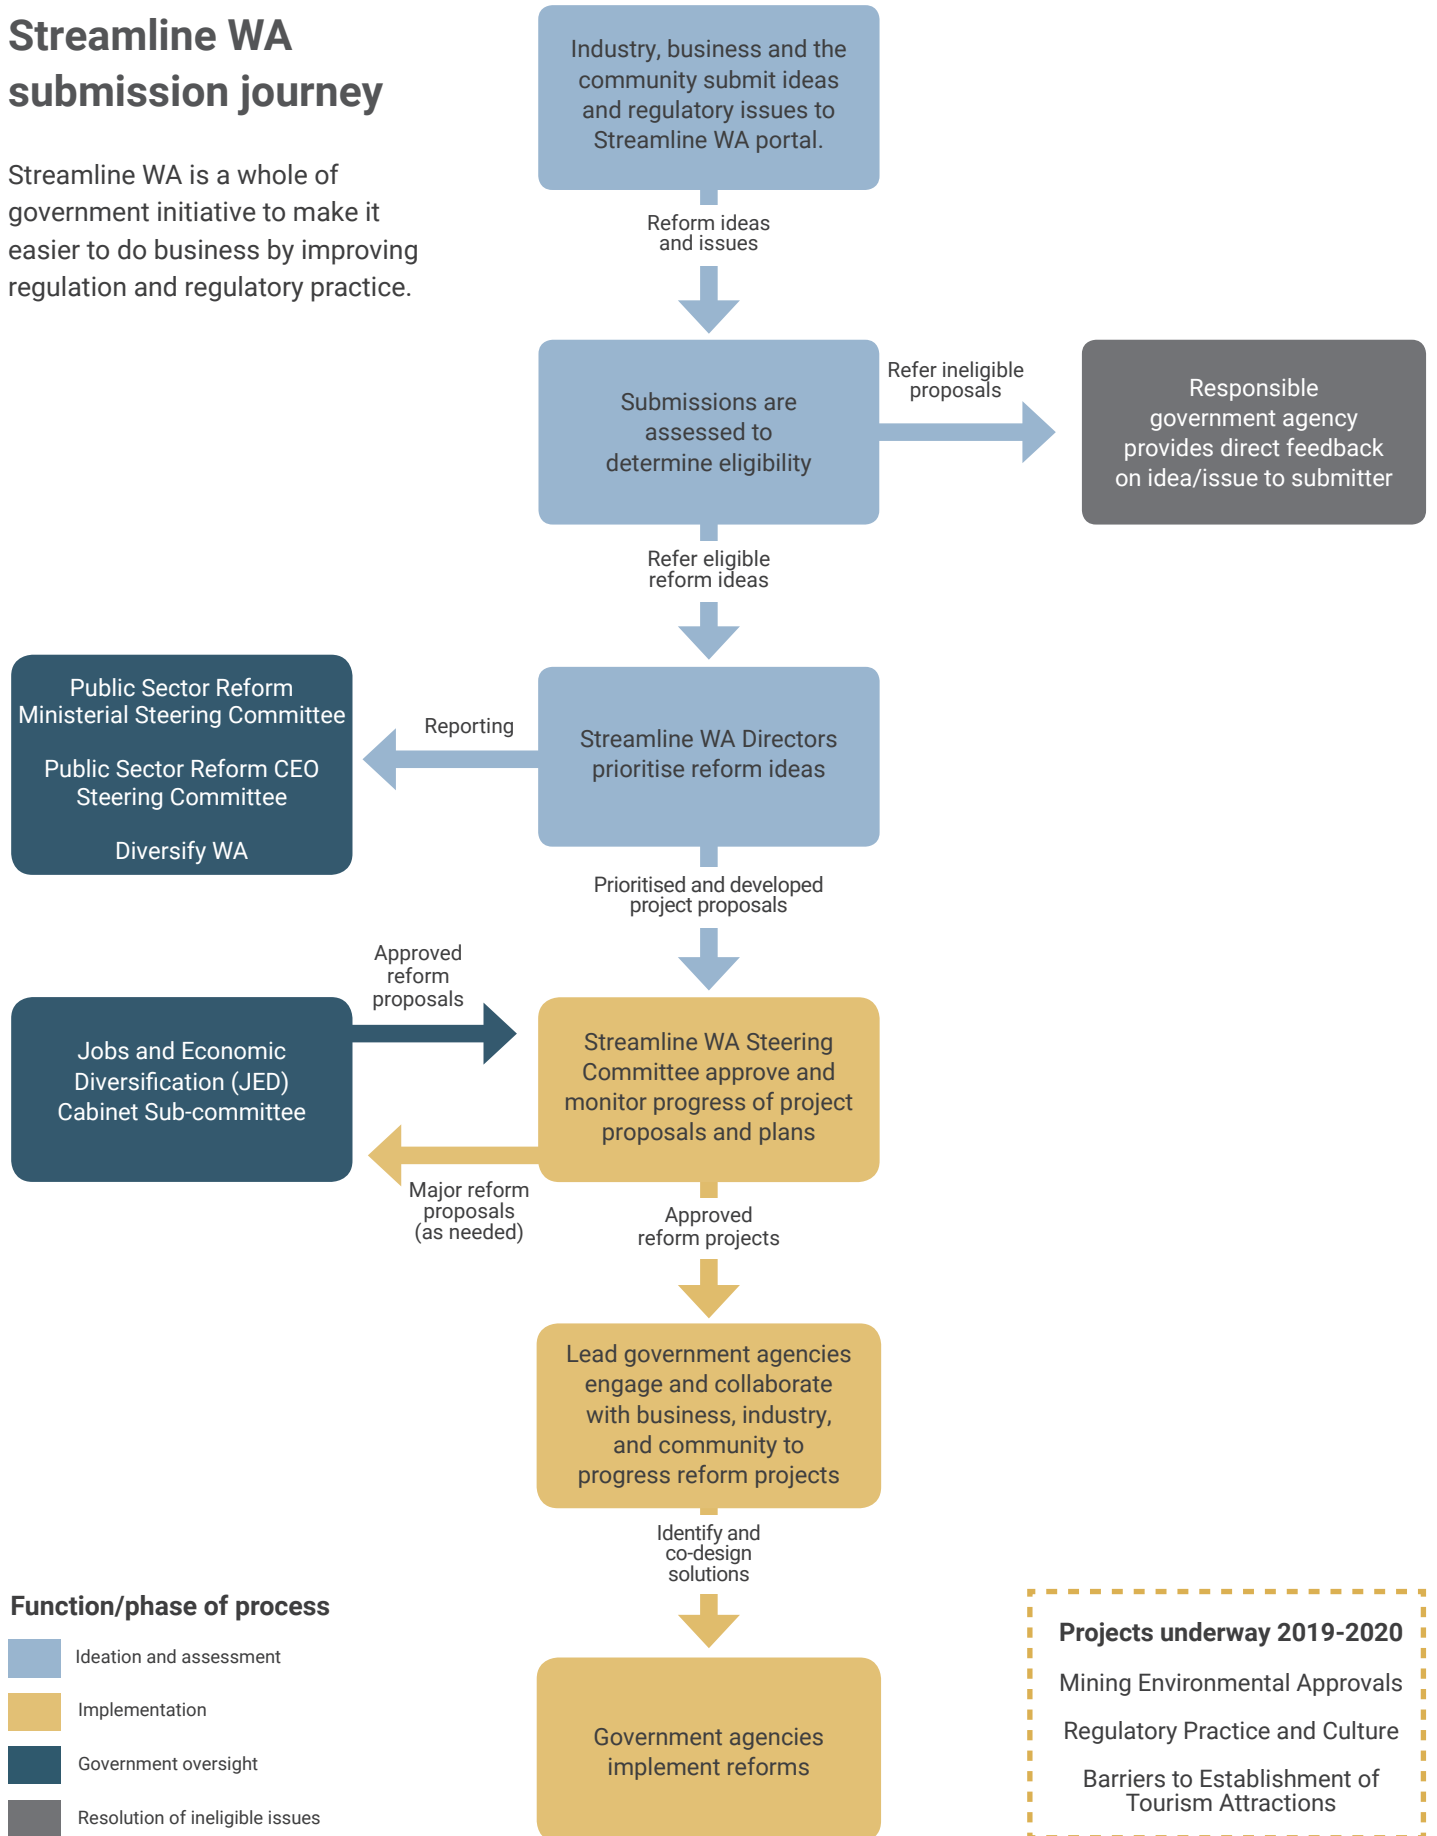 Streamline WA
submission journey
Streamline WA is a whole of
government initiative to make it
easier to do business by improving
regulation and regulatory practice.
Industry, business and the
community submit ideas
and regulatory issues to
Streamline WA portal.
Reform ideas
and issues
Submissions are
assessed to
determine eligibility
Refer ineligible
proposals
Responsible
government agency
provides direct feedback
on idea/issue to submitter
Refer eligible
reform ideas
Public Sector Reform
Ministerial Steering Committee
Public Sector Reform CEO
Steering Committee
Diversify WA
Reporting
Streamline WA Directors
prioritise reform ideas
Prioritised and developed
project proposals
Approved
reform
proposals
Jobs and Economic
Diversification (JED)
Cabinet Sub-committee
Streamline WA Steering
Committee approve and
monitor progress of project
proposals and plans
Major reform
proposals
(as needed)
Approved
reform projects
Lead government agencies
engage and collaborate
with business, industry,
and community to
progress reform projects
Identify and
co-design
solutions
Government agencies
implement reforms
Function/phase of process
Ideation and assessment
Implementation
Government oversight
Resolution of ineligible issues
Projects underway 2019-2020
Mining Environmental Approvals
Regulatory Practice and Culture
Barriers to Establishment of
Tourism Attractions